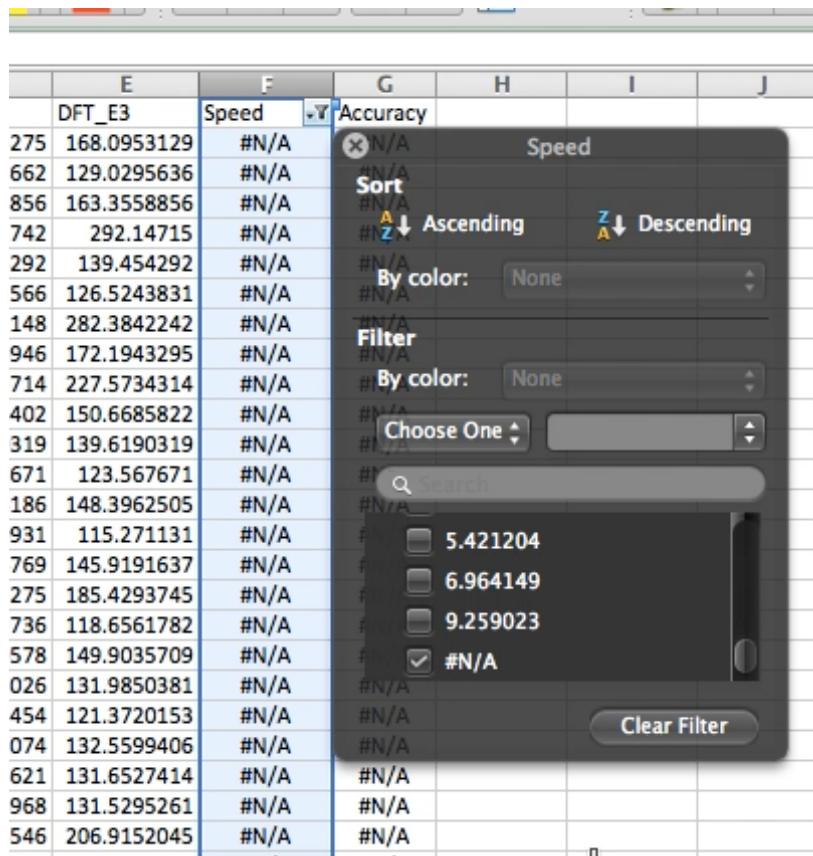 E F G H I J
DFT_E3 Speed Accuracy
275 168.0953129 #N/A #N/A
662 129.0295636 #N/A #N/A
856 163.3558856 #N/A #N/A
742 292.14715 #N/A #N/A
292 139.454292 #N/A #N/A
566 126.5243831 #N/A #N/A
148 282.3842242 #N/A #N/A
946 172.1943295 #N/A #N/A
714 227.5734314 #N/A
402 150.6685822 #N/A
319 139.6190319 #N/A
671 123.567671 #N/A
186 148.3962505 #N/A #N/A
931 115.271131 #N/A
769 145.9191637 #N/A
275 185.4293745 #N/A
736 118.6561782 #N/A
578 149.9035709 #N/A
026 131.9850381 #N/A #N/A
454 121.3720153 #N/A #N/A
074 132.5599406 #N/A #N/A
621 131.6527414 #N/A #N/A
968 131.5295261 #N/A #N/A
546 206.9152045 #N/A #N/A
Speed
Sort
Ascending Descending
By color: None
Filter
By color: None
Choose One
Search
5.421204
6.964149
9.259023
#N/A
Clear Filter